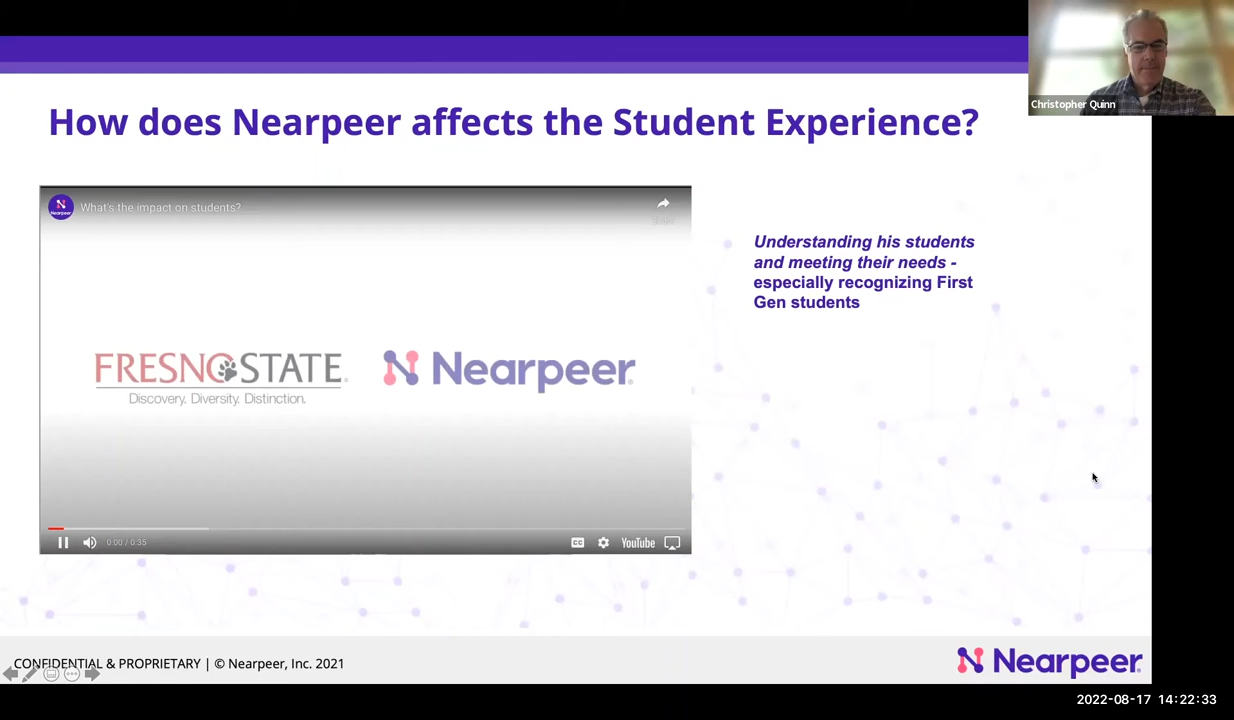 Christopher Quinn
How does Nearpeer affects the Student Experience?
Nearpeer
What's the impact on students?
FRESNO STATE
Discovery. Diversity. Distinction.
Nearpeer
0:00 / 0:35
CC
YouTube
Understanding his students
and meeting their needs -
especially recognizing First
Gen students
CONFIDENTIAL & PROPRIETARY | © Nearpeer, Inc. 2021
Nearpeer
2022-08-17 14:22:33